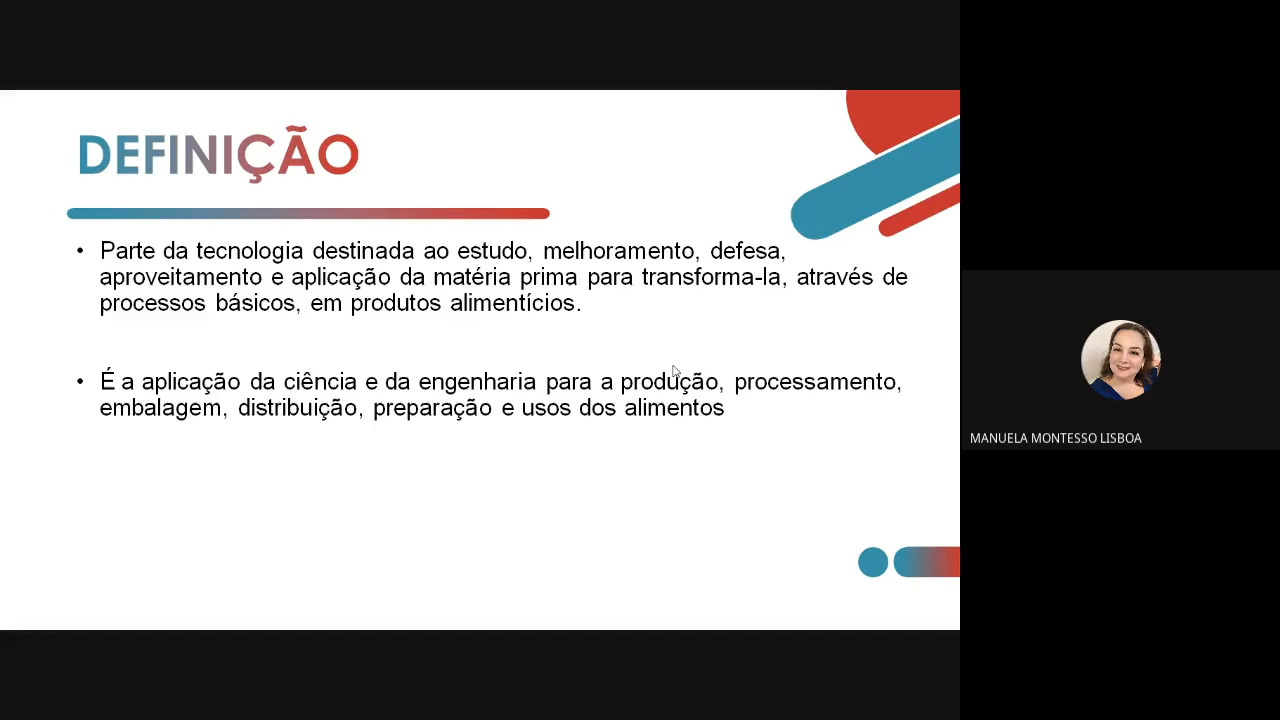 DEFINIÇÃO
• Parte da tecnologia destinada ao estudo, melhoramento, defesa,
aproveitamento e aplicação da matéria prima para transforma-la, através de
processos básicos, em produtos alimentícios.
• É a aplicação da ciência e da engenharia para a produção, processamento,
embalagem, distribuição, preparação e usos dos alimentos
MANUELA MONTESSO LISBOA